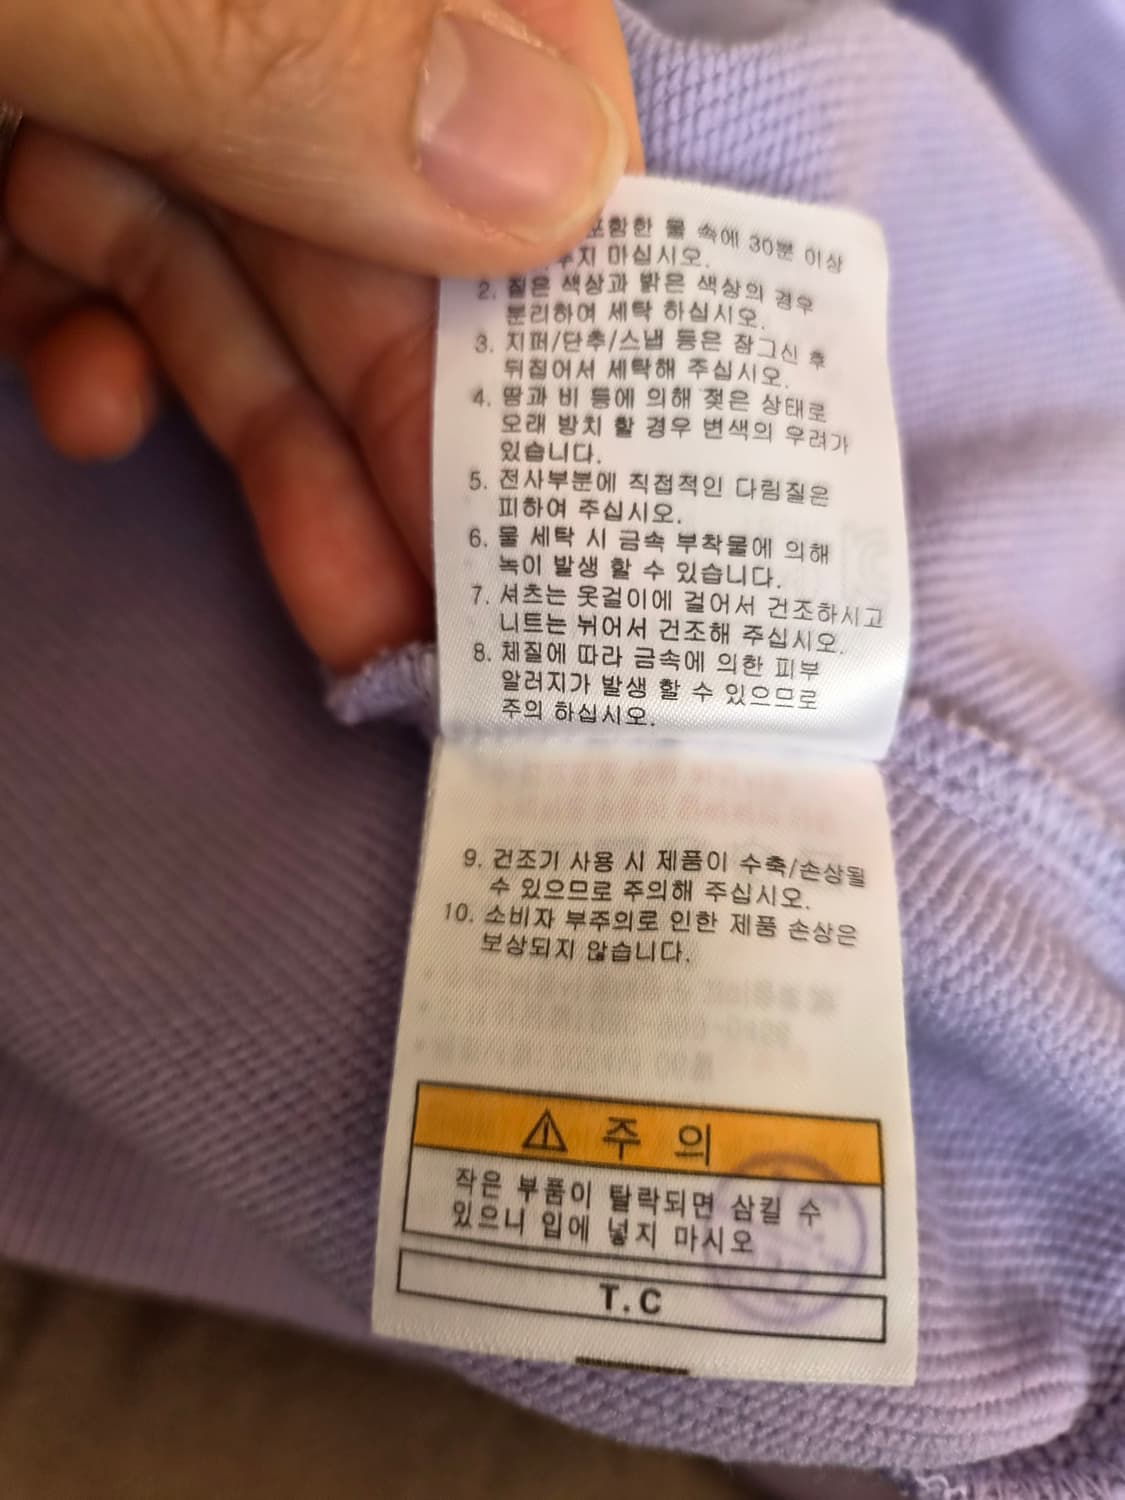 포함한 물 속에 30분 이상
두지 마십시오.
2. 짙은 색상과 밝은 색상의 경우
분리하여 세탁 하십시오.
3. 지퍼/단추/스냅 등은 잠그신 후
뒤집어서 세탁해 주십시오.
4. 땀과 비 등에 의해 젖은 상태로
오래 방치 할 경우 변색의 우려가
있습니다.
5. 전사부분에 직접적인 다림질은
피하여 주십시오.
6. 물 세탁 시 금속 부착물에 의해
녹이 발생 할 수 있습니다.
7. 셔츠는 옷걸이에 걸어서 건조하시고
니트는 뉘어서 건조해 주십시오.
8. 체질에 따라 금속에 의한 피부
알러지가 발생 할 수 있으므로
주의 하십시오.
9. 건조기 사용 시 제품이 수축/손상될
수 있으므로 주의해 주십시오.
10. 소비자 부주의로 인한 제품 손상은
보상되지 않습니다.
⚠ 주 의
작은 부품이 탈락되면 삼킬 수
있으니 입에 넣지 마시오
T.C